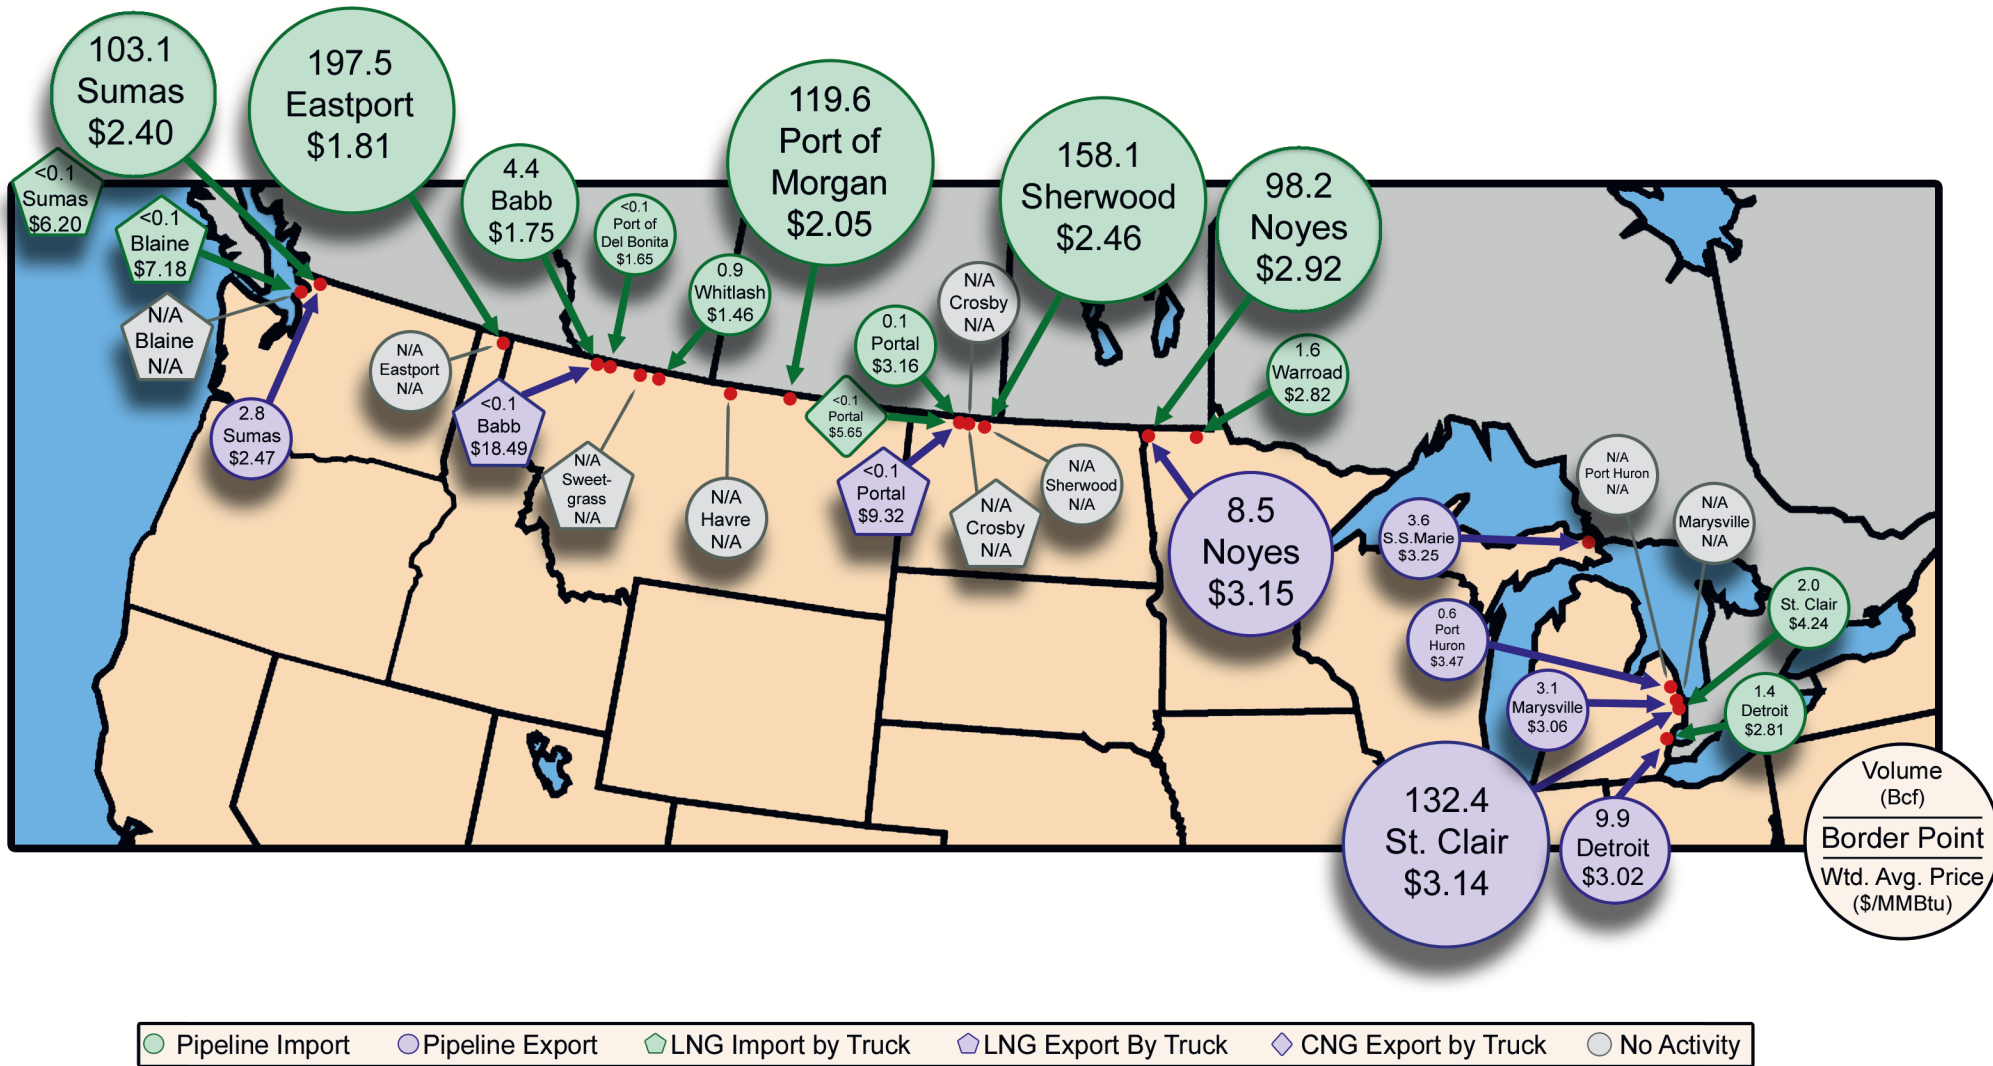 103.1
Sumas
$2.40
197.5
Eastport
$1.81
<0.1
Sumas
$6.20
<0.1
Blaine
$7.18
N/A
Blaine
N/A
2.8
Sumas
$2.47
N/A
Eastport
N/A
4.4
Babb
$1.75
<0.1
Port of
Del Bonita
$1.65
0.9
Whitlash
$1.46
<0.1
Babb
$18.49
N/A
Sweet-
grass
N/A
N/A
Havre
N/A
119.6
Port of
Morgan
$2.05
0.1
Portal
$3.16
<0.1
Portal
$5.65
<0.1
Portal
$9.32
N/A
Crosby
N/A
N/A
Crosby
N/A
158.1
Sherwood
$2.46
N/A
Sherwood
N/A
98.2
Noyes
$2.92
1.6
Warroad
$2.82
8.5
Noyes
$3.15
3.6
S.S.Marie
$3.25
0.6
Port
Huron
$3.47
3.1
Marysville
$3.06
N/A
Port Huron
N/A
N/A
Marysville
N/A
2.0
St. Clair
$4.24
1.4
Detroit
$2.81
132.4
St. Clair
$3.14
9.9
Detroit
$3.02
Volume
(Bcf)
Border Point
Wtd. Avg. Price
($/MMBtu)
Pipeline Import
Pipeline Export
LNG Import by Truck
LNG Export By Truck
CNG Export by Truck
No Activity